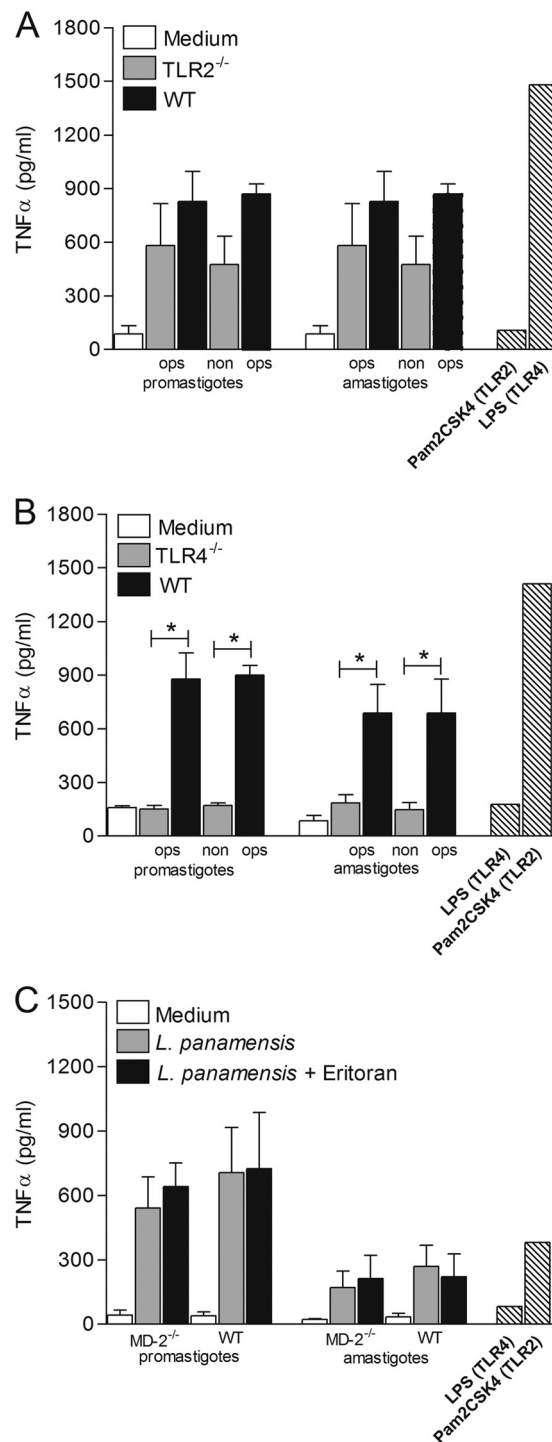 A
1800
1500
1200
900
600
300
0
TNFα (pg/ml)
Medium
TLR2-/-
WT
ops non ops
promastigotes
ops non ops
amastigotes
Pam2CSK4 (TLR2)
LPS (TLR4)
B
1800
1500
1200
900
600
300
0
TNFα (pg/ml)
Medium
TLR4-/-
WT
* *
* *
ops non ops
promastigotes
ops non ops
amastigotes
LPS (TLR4)
Pam2CSK4 (TLR2)
C
1500
1200
900
600
300
0
TNFα (pg/ml)
Medium
L. panamensis
L. panamensis + Eritoran
MD-2-/- WT
promastigotes
MD-2-/- WT
amastigotes
LPS (TLR4)
Pam2CSK4 (TLR2)